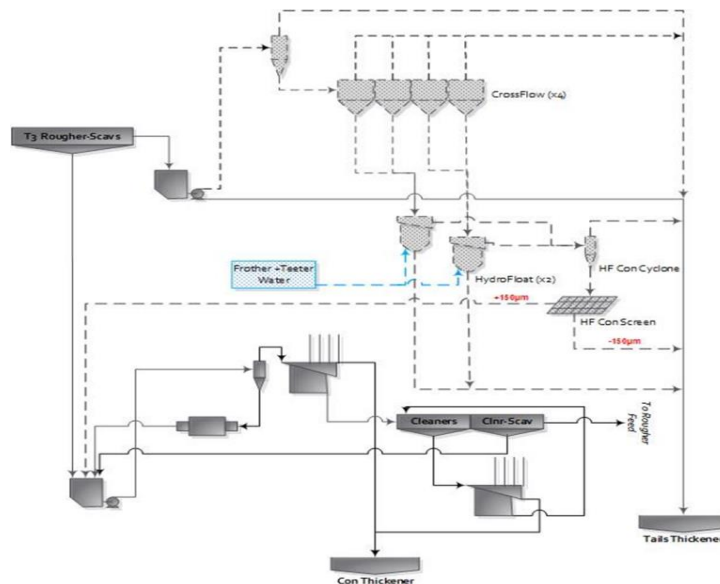 CrossFlow (x4)
T3 Rougher-Scavs
Frother +Teeter
Water
HydroFloat (x2)
HF Con Cyclone
+150µm
HF Con Screen
-150µm
Cleaners
Clnr-Scav
To Rougher
Feed
Tails Thickener
Con Thickener